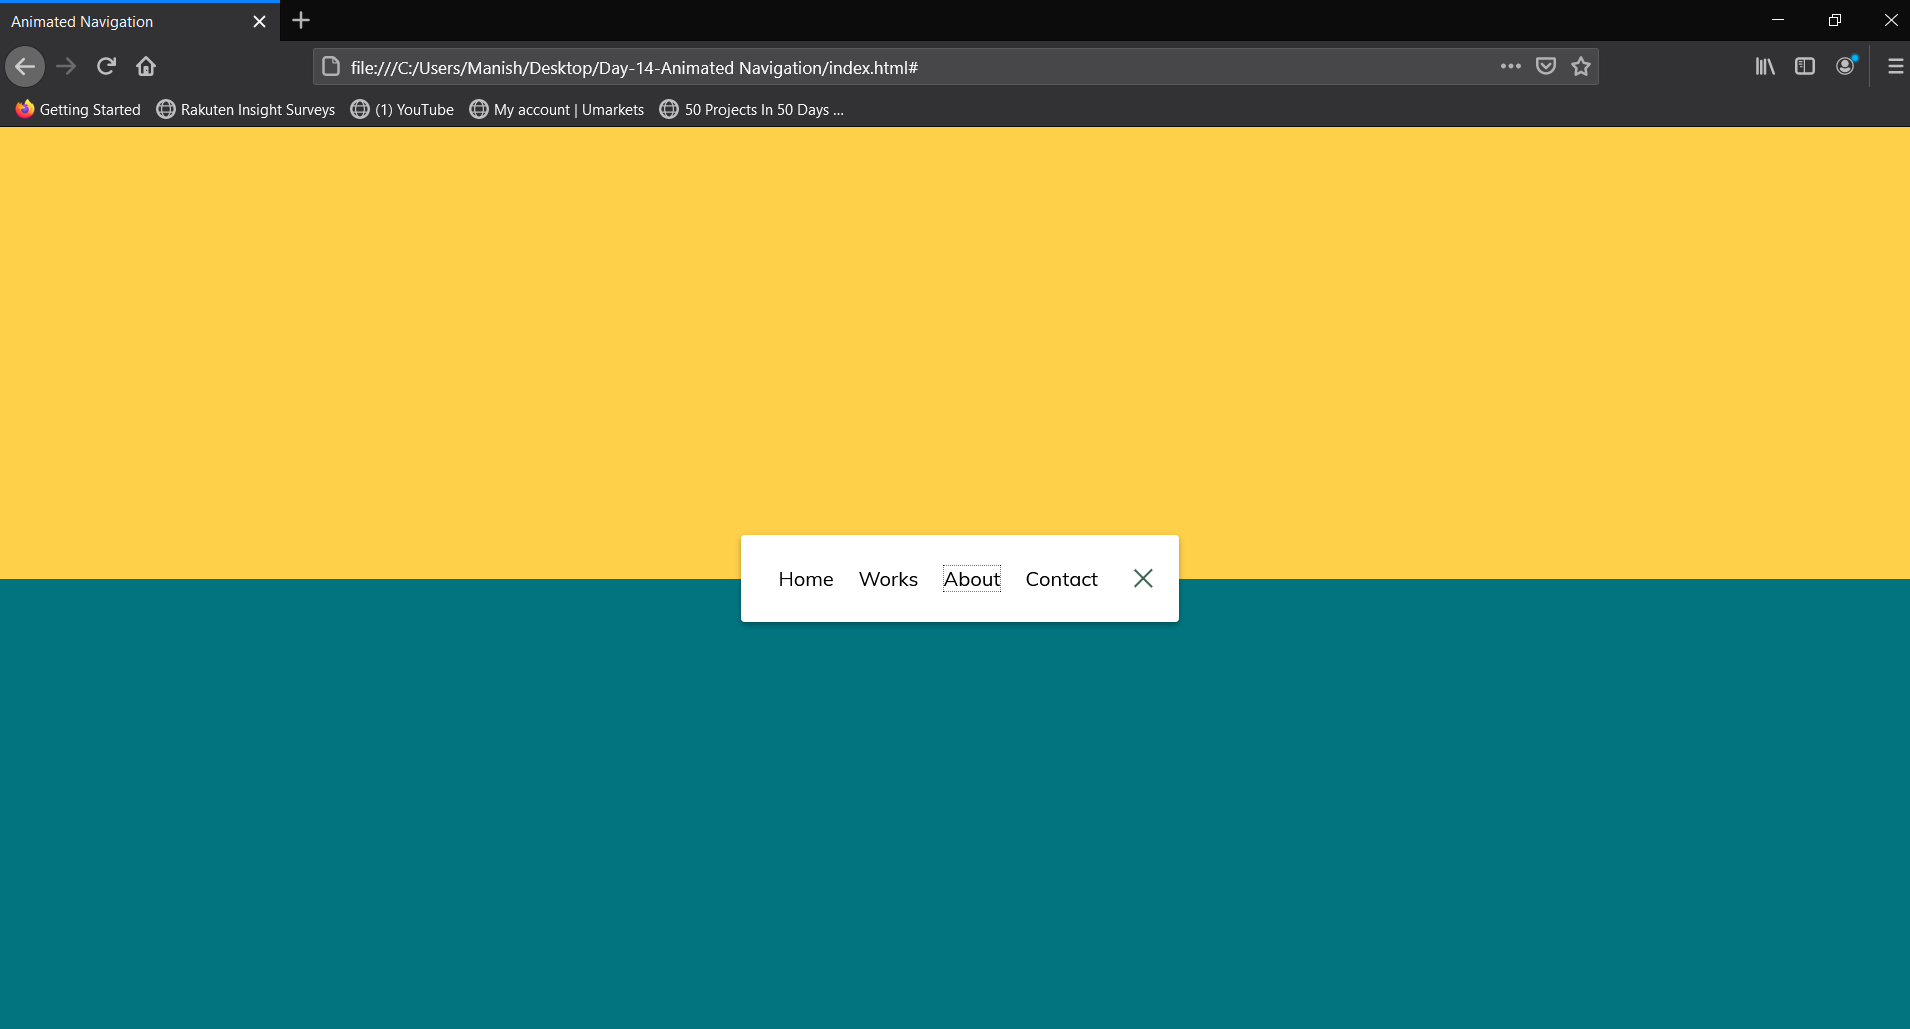 Animated Navigation
file:///C:/Users/Manish/Desktop/Day-14-Animated Navigation/index.html#
Getting Started Rakuten Insight Surveys (1) YouTube My account | Umarkets 50 Projects In 50 Days ...
Home Works About Contact